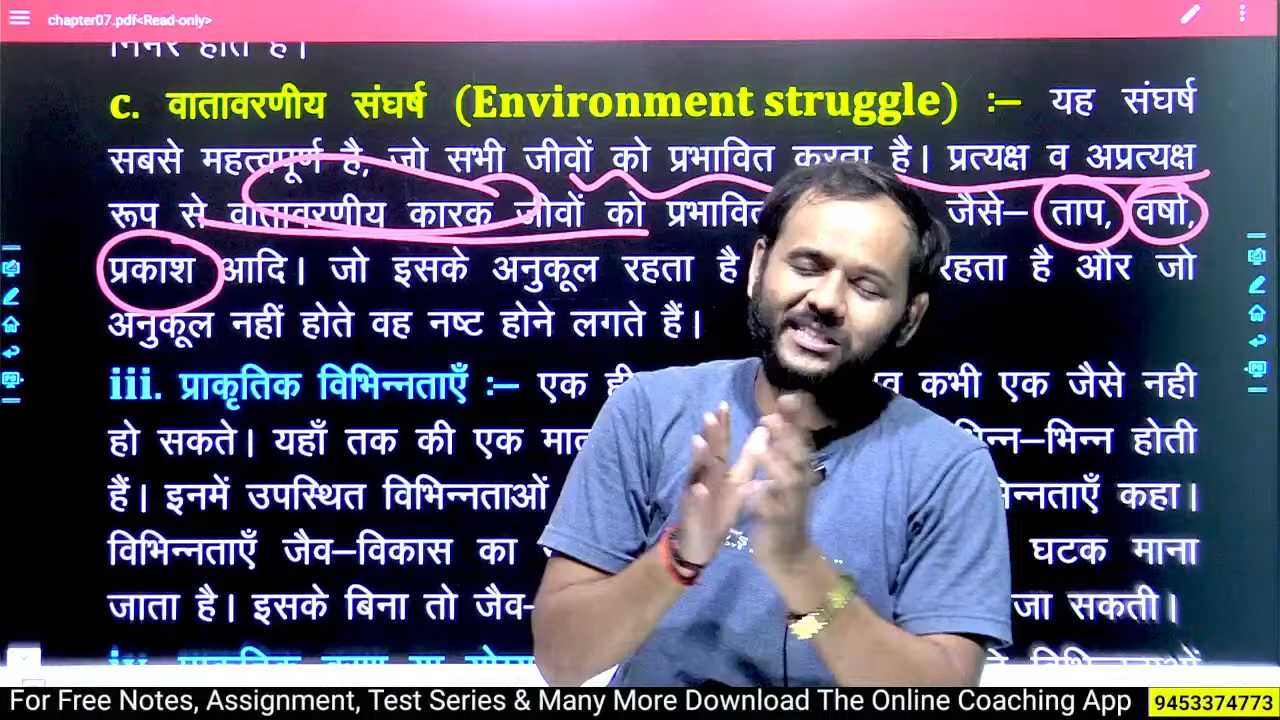 chapter07.pdf<Read-only>
c. वातावरणीय संघर्ष (Environment struggle) :– यह संघर्ष
सबसे महत्वपूर्ण है, जो सभी जीवों को प्रभावित करता है। प्रत्यक्ष व अप्रत्यक्ष
रूप से वातावरणीय कारक जीवों को जैसे– ताप, वर्षा,
प्रकाश आदि। जो इसके अनुकूल रहता है रहता है और जो
अनुकूल नहीं होते वह नष्ट होने लगते हैं।
iii. प्राकृतिक विभिन्नताएँ :– एक कभी एक जैसे नही
हो सकते। यहाँ तक की एक होती
हैं। इनमें उपस्थित विभिन्नताओं कहा।
विभिन्नताएँ जैव–विकास का घटक माना
जाता है। इसके बिना तो जा सकती।
For Free Notes, Assignment, Test Series & Many More Download The Online Coaching App 9453374773